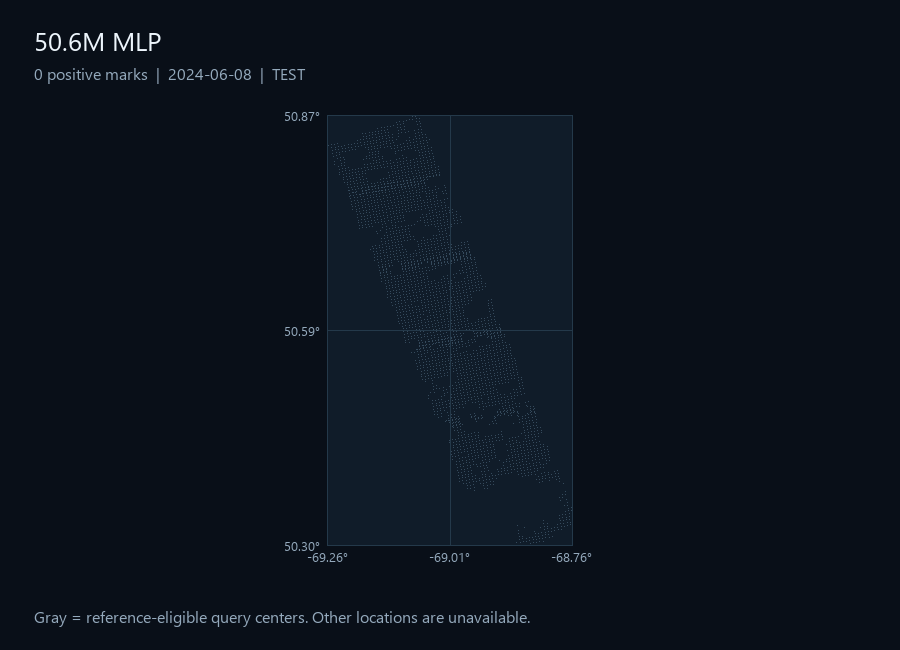 50.6M MLP
0 positive marks | 2024-06-08 | TEST
50.87°
50.59°
50.30°
-69.26°
-69.01°
-68.76°
Gray = reference-eligible query centers. Other locations are unavailable.